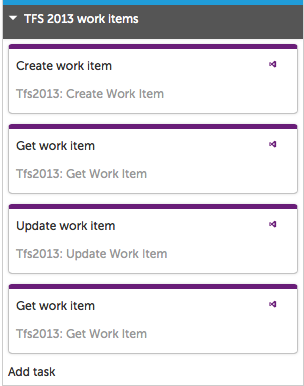 TFS 2013 work items
Create work item
Tfs2013: Create Work Item
Get work item
Tfs2013: Get Work Item
Update work item
Tfs2013: Update Work Item
Get work item
Tfs2013: Get Work Item
Add task